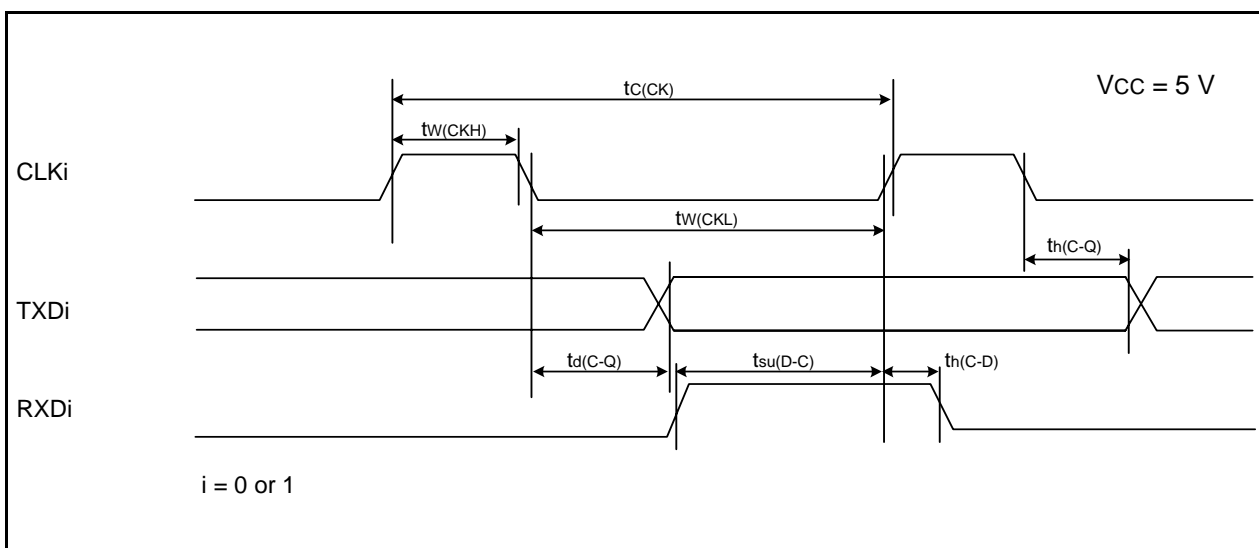 tC(CK)
VCC = 5 V
tW(CKH)
CLKi
tW(CKL)
th(C-Q)
TXDi
td(C-Q)
tsu(D-C)
th(C-D)
RXDi
i = 0 or 1